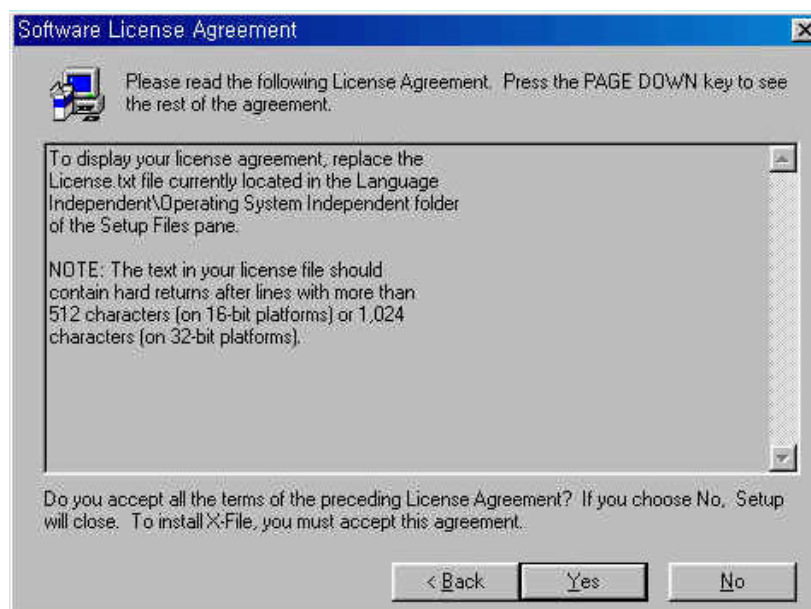 Software License Agreement
Please read the following License Agreement. Press the PAGE DOWN key to see
the rest of the agreement.
To display your license agreement, replace the
License.txt file currently located in the Language
Independent\Operating System Independent folder
of the Setup Files pane.
NOTE: The text in your license file should
contain hard returns after lines with more than
512 characters (on 16-bit platforms) or 1,024
characters (on 32-bit platforms).
Do you accept all the terms of the preceding License Agreement? If you choose No, Setup
will close. To install X-File, you must accept this agreement.
< Back
Yes
No